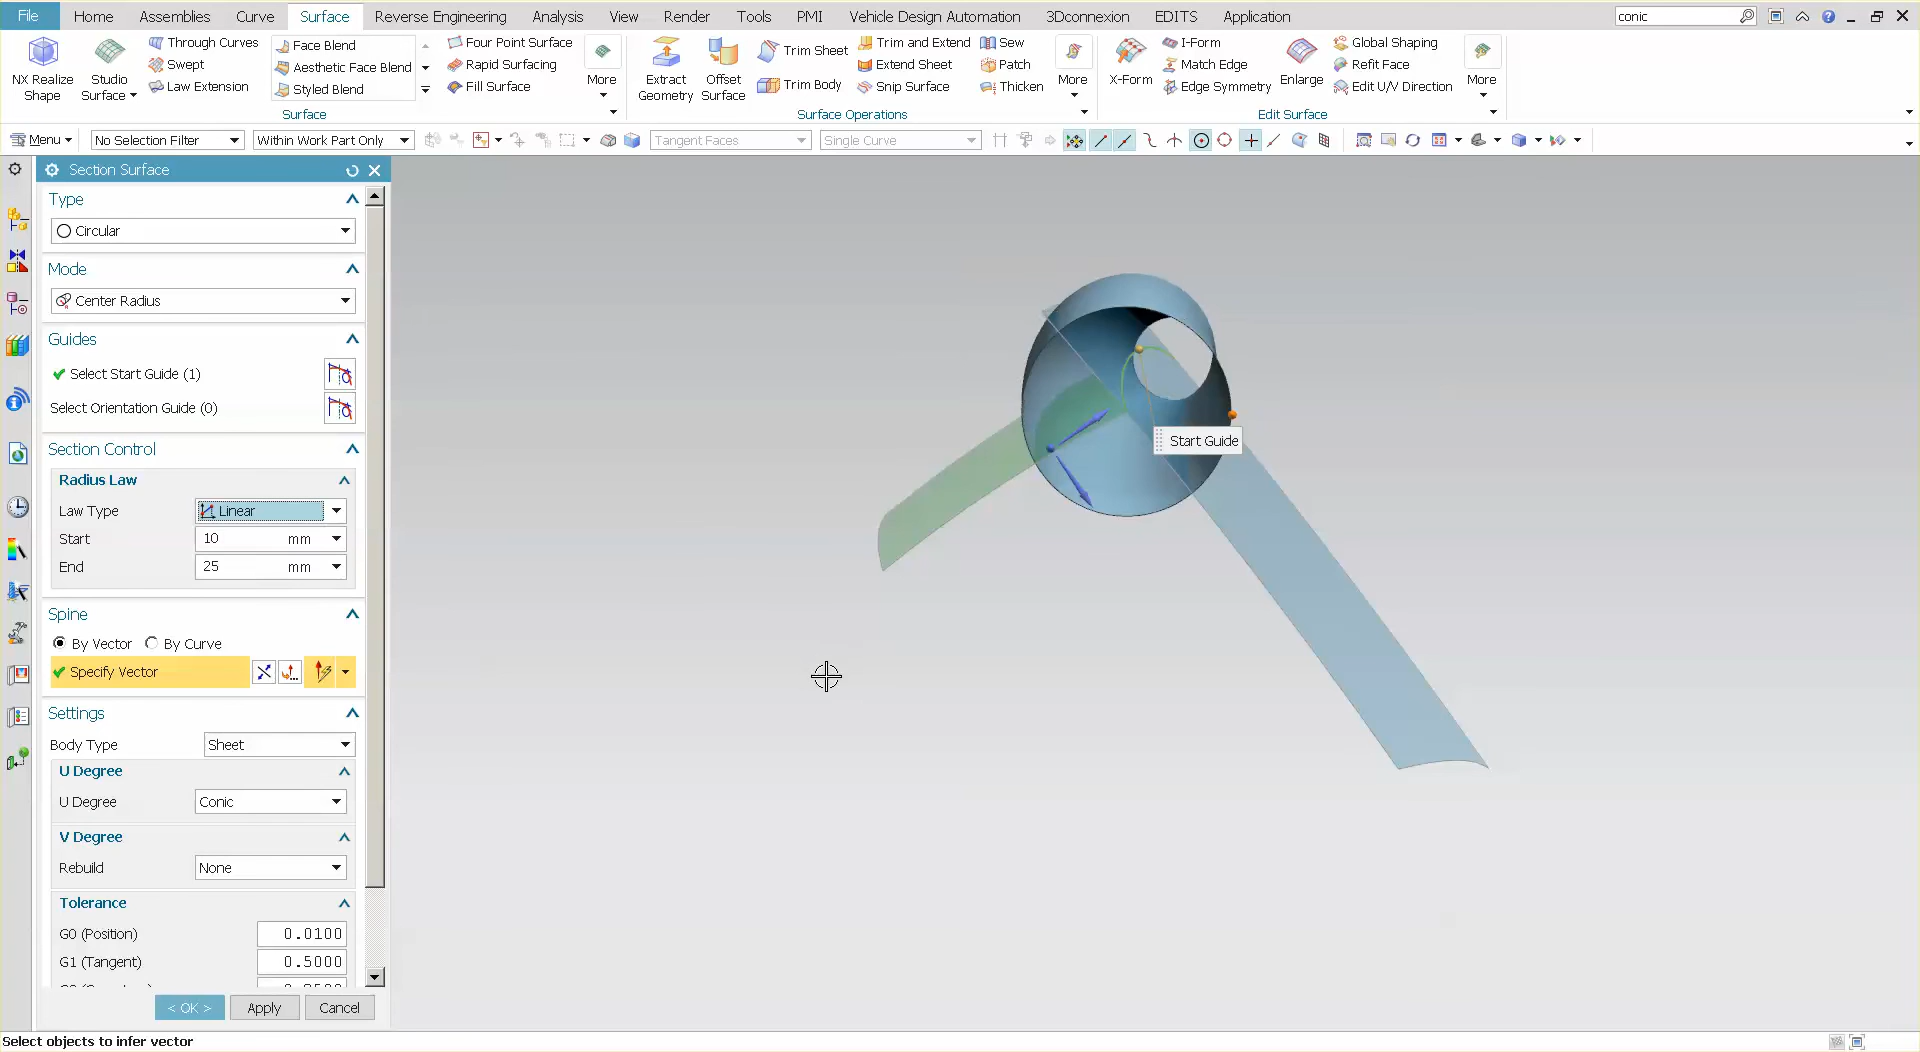 File Home Assemblies Curve Surface Reverse Engineering Analysis View Render Tools PMI Vehicle Design Automation 3Dconnexion EDITS Application conic
NX Realize Shape
Studio Surface
Through Curves
Swept
Law Extension
Face Blend
Aesthetic Face Blend
Styled Blend
Four Point Surface
Rapid Surfacing
Fill Surface
More
Surface
Extract Geometry
Offset Surface
Trim Sheet
Trim Body
Trim and Extend
Extend Sheet
Snip Surface
Sew
Patch
Thicken
More
Surface Operations
X-Form
I-Form
Match Edge
Edge Symmetry
Enlarge
Global Shaping
Refit Face
Edit U/V Direction
More
Edit Surface
Menu No Selection Filter Within Work Part Only Tangent Faces Single Curve
Section Surface
Type
Circular
Mode
Center Radius
Guides
Select Start Guide (1)
Select Orientation Guide (0)
Section Control
Radius Law
Law Type Linear
Start 10 mm
End 25 mm
Spine
By Vector By Curve
Specify Vector
Settings
Body Type Sheet
U Degree
U Degree Conic
V Degree
Rebuild None
Tolerance
G0 (Position) 0.0100
G1 (Tangent) 0.5000
< OK > Apply Cancel
Start Guide
Select objects to infer vector